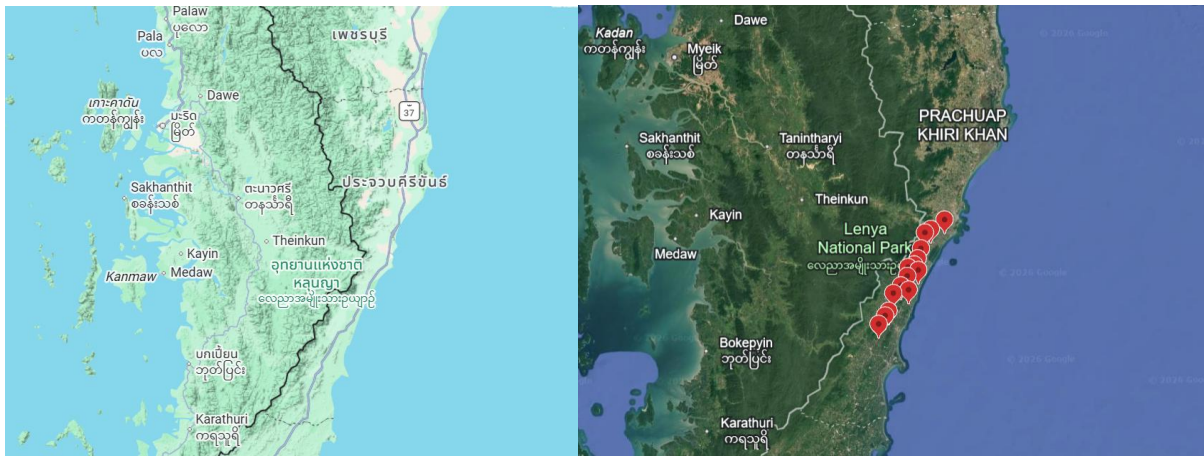 Palaw
ပုလော
Pala
ပလ
เพชรบุรี
37
Dawe
เกาะคาดัน
ကတန်ကျွန်း
มะริด
မြိတ်
Sakhanthit
စခန်းသစ်
ตะนาวศรี
တနင်္သာရီ
ประจวบคีรีขันธ์
Kayin
Theinkun
Kanmaw
Medaw
อุทยานแห่งชาติ
หลุนญา
လေညာအမျိုးသားဥယျာဉ်
บกเปี้ยน
ဘုတ်ပြင်း
Karathuri
ကရသူရိ
Dawe
Kadan
ကတန်ကျွန်း
Myeik
မြိတ်
© 2026 Google
PRACHUAP
KHIRI KHAN
Sakhanthit
စခန်းသစ်
Tanintharyi
တနင်္သာရီ
Theinkun
Kayin
Lenya
National Park
လေညာအမျိုးသားဥယျာဉ်
Medaw
© 2026 Google
Bokepyin
ဘုတ်ပြင်း
Karathuri
ကရသူရိ